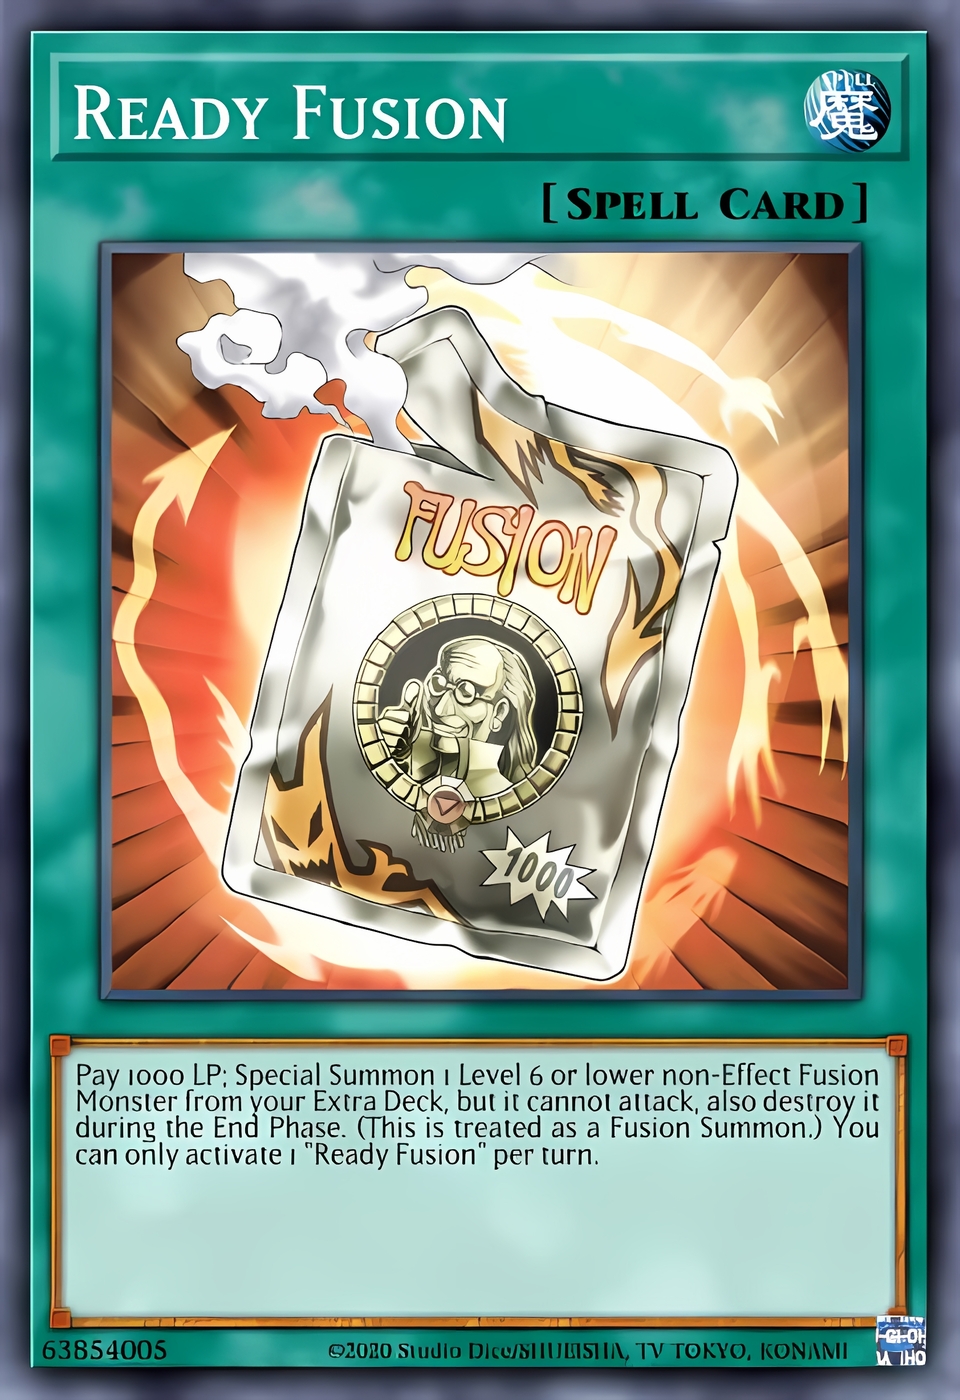 READY FUSION
魔
[SPELL CARD]
FUSION
1000
Pay 1000 LP; Special Summon 1 Level 6 or lower non-Effect Fusion
Monster from your Extra Deck, but it cannot attack, also destroy it
during the End Phase. (This is treated as a Fusion Summon.) You
can only activate 1 "Ready Fusion" per turn.
63854005
©2020 Studio Dice/SHUEISHA, TV TOKYO, KONAMI